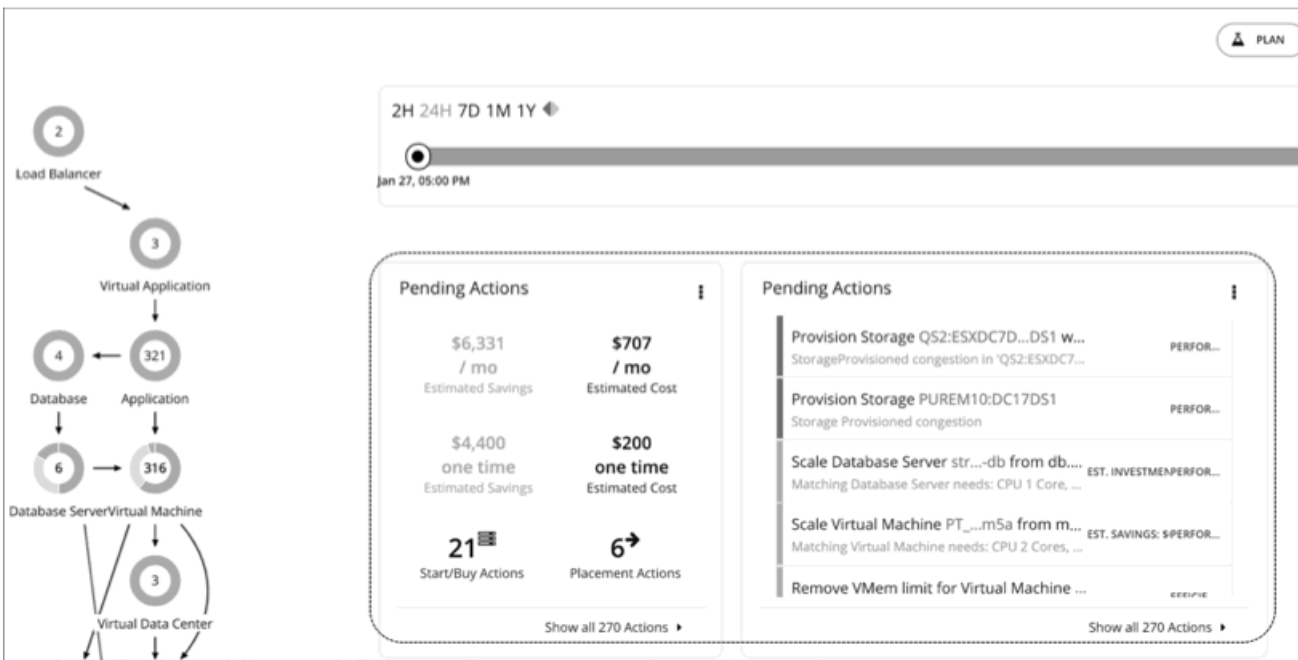 PLAN
2H 24H 7D 1M 1Y
Jan 27, 05:00 PM
2
Load Balancer
3
Virtual Application
4
321
Database
Application
6
316
Database Server
Virtual Machine
3
Virtual Data Center
Pending Actions
$6,331
/ mo
Estimated Savings
$707
/ mo
Estimated Cost
$4,400
one time
Estimated Savings
$200
one time
Estimated Cost
21
Start/Buy Actions
6
Placement Actions
Show all 270 Actions
Pending Actions
Provision Storage QS2:ESXDC7D...DS1 w...
StorageProvisioned congestion in 'QS2:ESXDC7...
PERFOR...
Provision Storage PUREM10:DC17DS1
Storage Provisioned congestion
PERFOR...
Scale Database Server str...-db from db....
Matching Database Server needs: CPU 1 Core, ...
EST. INVESTMEN PERFOR...
Scale Virtual Machine PT_...m5a from m...
Matching Virtual Machine needs: CPU 2 Cores, ...
EST. SAVINGS: $ PERFOR...
Remove VMem limit for Virtual Machine ...
Show all 270 Actions